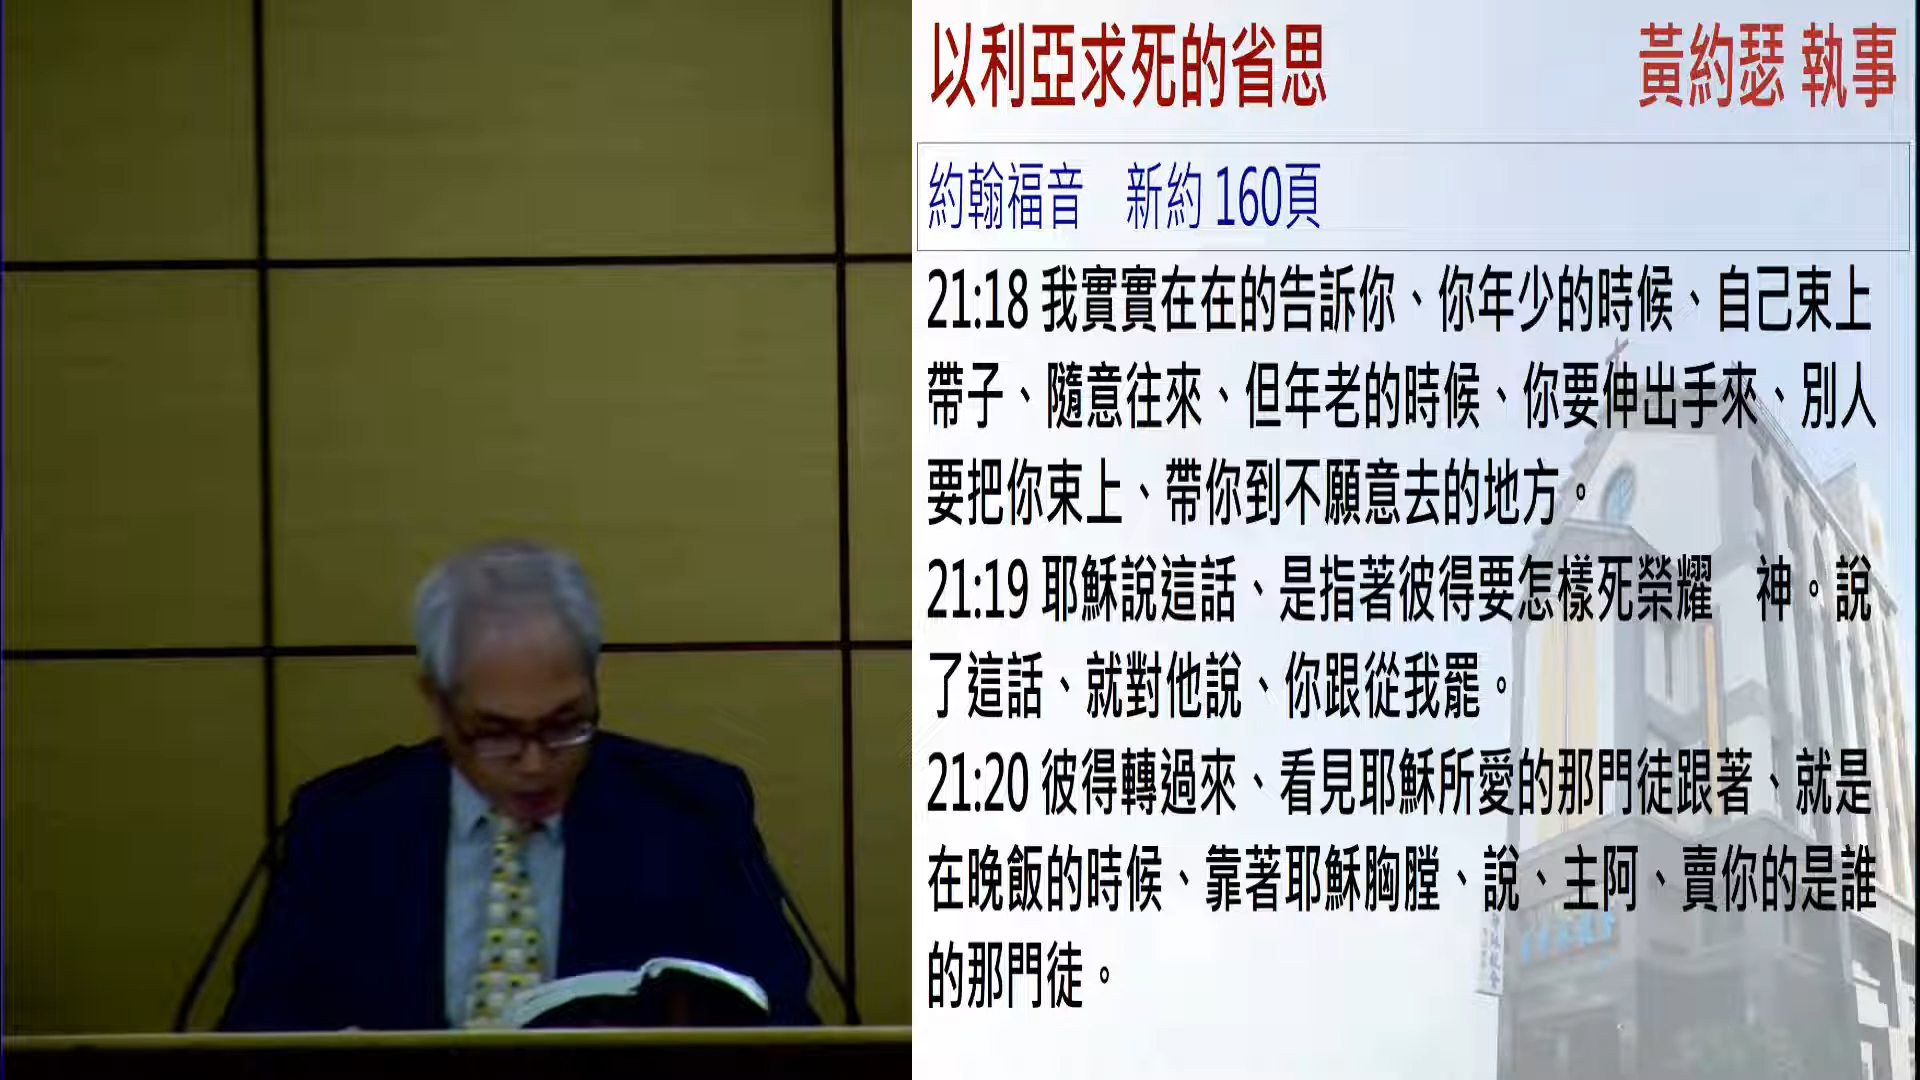 以利亞求死的省思
黃約瑟 執事
約翰福音　新約 160頁
21:18 我實實在在的告訴你、你年少的時候、自己束上
帶子、隨意往來、但年老的時候、你要伸出手來、別人
要把你束上、帶你到不願意去的地方。
21:19 耶穌說這話、是指著彼得要怎樣死榮耀　神。說
了這話、就對他說、你跟從我罷。
21:20 彼得轉過來、看見耶穌所愛的那門徒跟著、就是
在晚飯的時候、靠著耶穌胸膛、說、主阿、賣你的是誰
的那門徒。